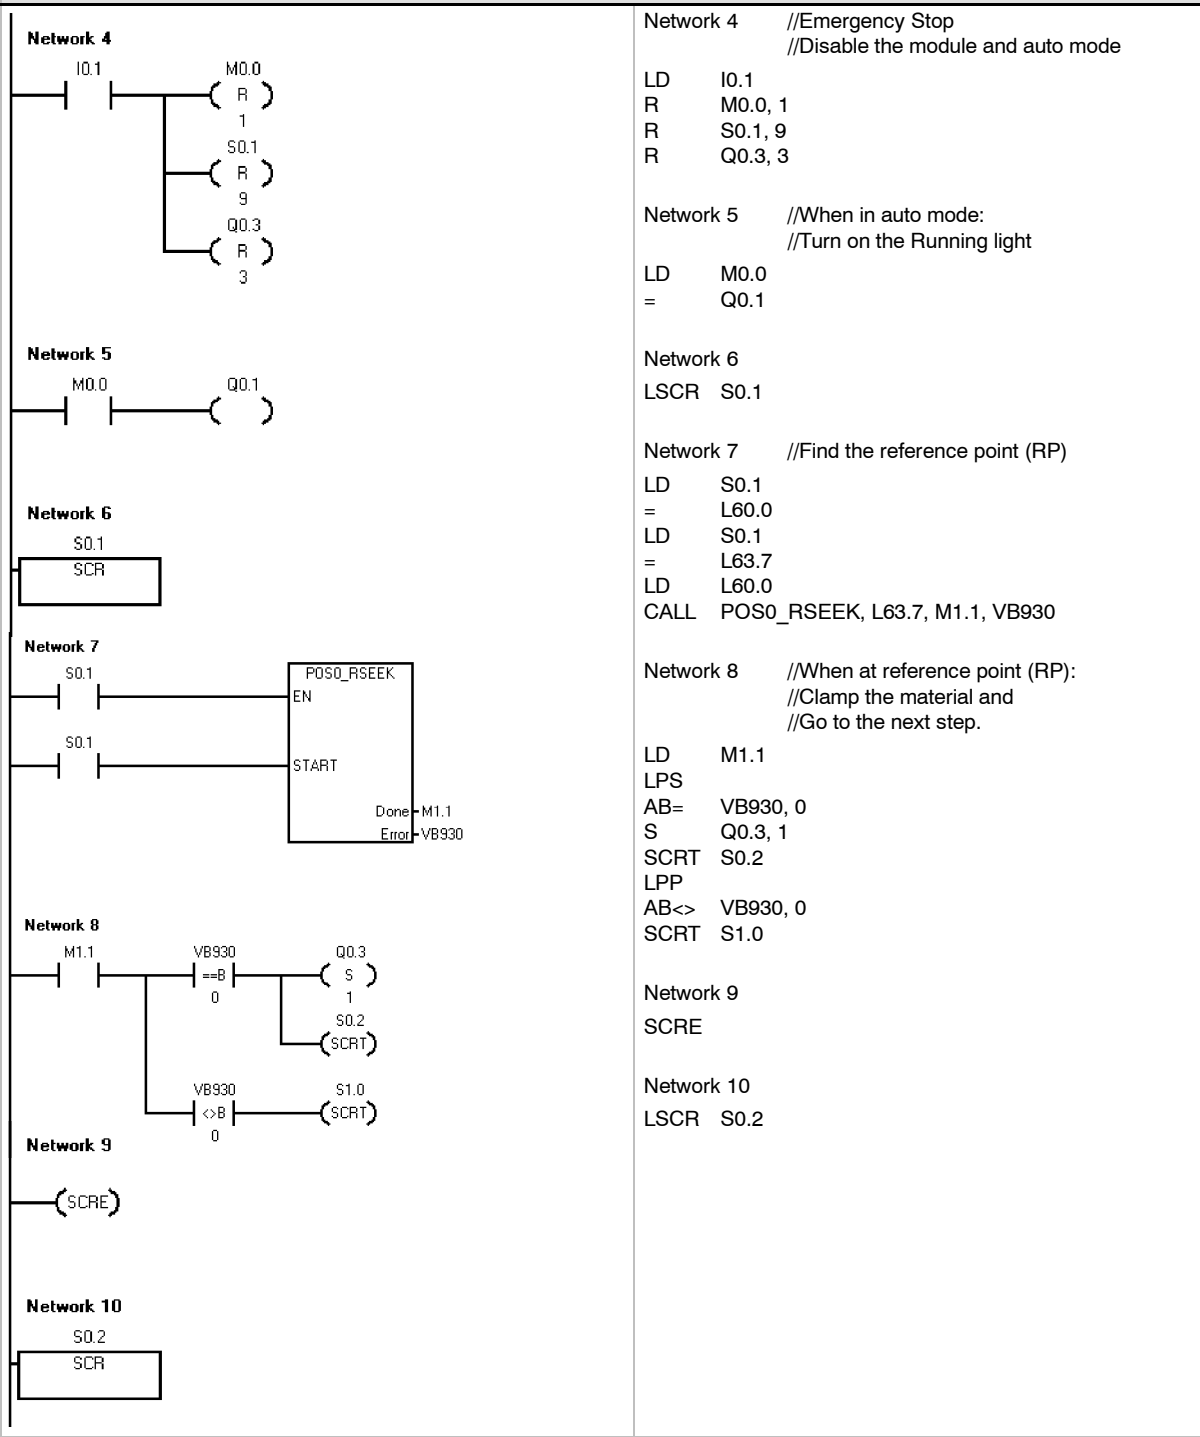 Network 4
I0.1 M0.0
R
1
S0.1
R
9
Q0.3
R
3
Network 5
M0.0 Q0.1
Network 6
S0.1
SCR
Network 7
S0.1 POS0_RSEEK
EN
S0.1
START
Done M1.1
Error VB930
Network 8
M1.1 VB930 Q0.3
==B S
0 1
S0.2
SCRT
VB930 S1.0
<>B SCRT
0
Network 9
SCRE
Network 10
S0.2
SCR
Network 4 //Emergency Stop
//Disable the module and auto mode
LD I0.1
R M0.0, 1
R S0.1, 9
R Q0.3, 3
Network 5 //When in auto mode:
//Turn on the Running light
LD M0.0
= Q0.1
Network 6
LSCR S0.1
Network 7 //Find the reference point (RP)
LD S0.1
= L60.0
LD S0.1
= L63.7
LD L60.0
CALL POS0_RSEEK, L63.7, M1.1, VB930
Network 8 //When at reference point (RP):
//Clamp the material and
//Go to the next step.
LD M1.1
LPS
AB= VB930, 0
S Q0.3, 1
SCRT S0.2
LPP
AB<> VB930, 0
SCRT S1.0
Network 9
SCRE
Network 10
LSCR S0.2